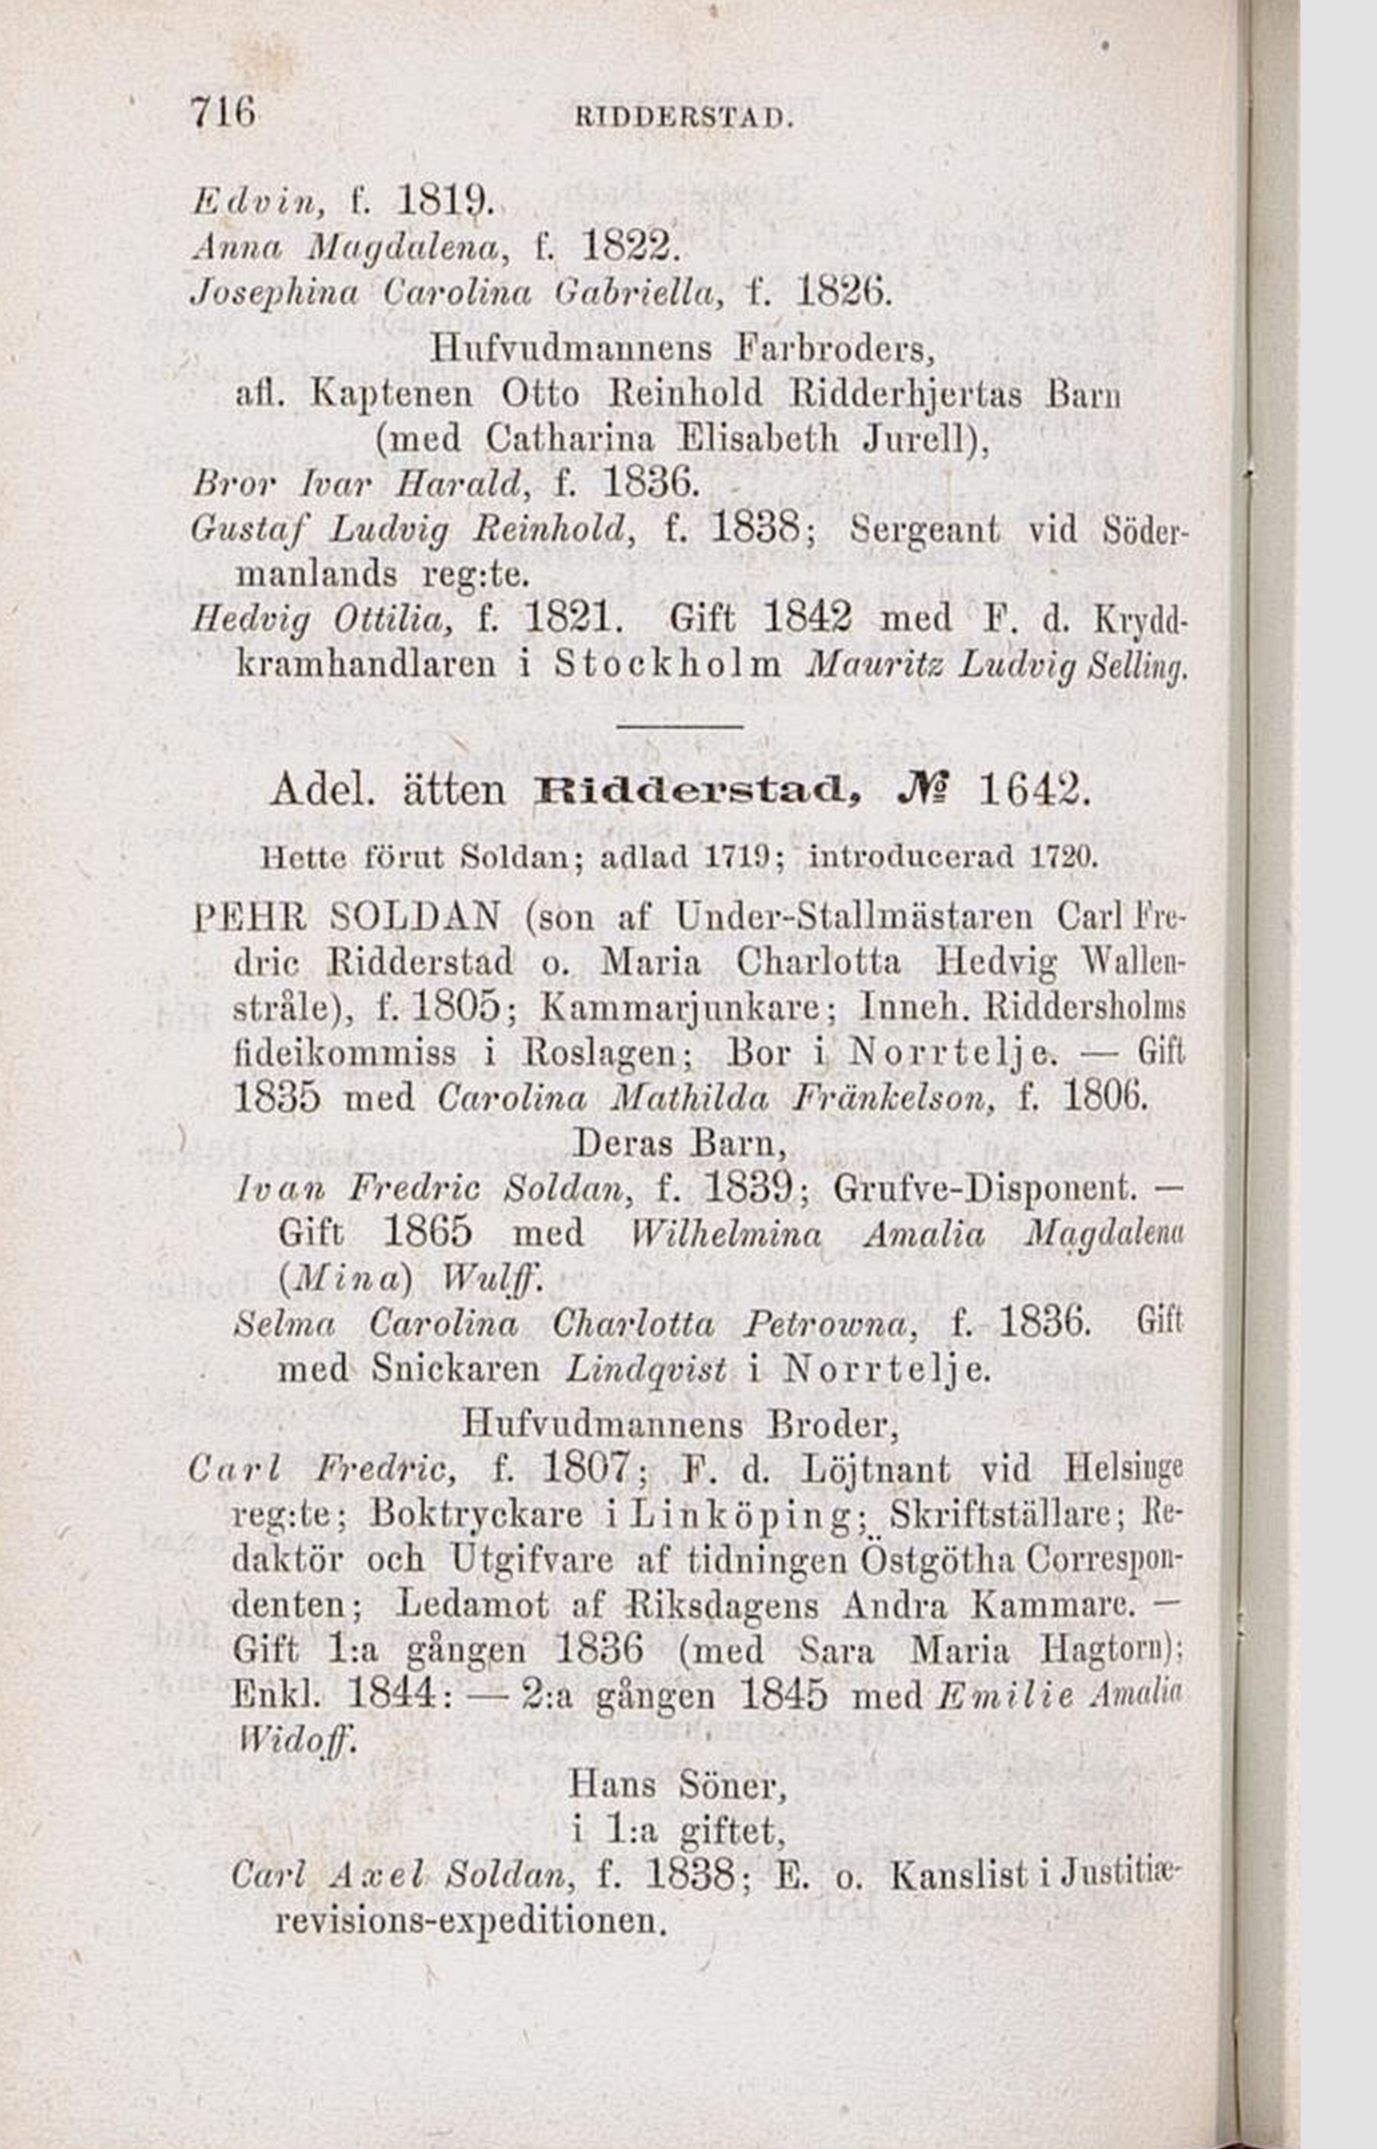 716 RIDDERSTAD.
Edvin, f. 1819.
Anna Magdalena, f. 1822.
Josephina Carolina Gabriella, f. 1826.
Hufvudmannens Farbroders,
afl. Kaptenen Otto Reinhold Ridderhjertas Barn
(med Catharina Elisabeth Jurell),
Bror Ivar Harald, f. 1836.
Gustaf Ludvig Reinhold, f. 1838; Sergeant vid Söder-
manlands reg:te.
Hedvig Ottilia, f. 1821. Gift 1842 med F. d. Krydd-
kramhandlaren i Stockholm Mauritz Ludvig Selling.
Adel. ätten Ridderstad, № 1642.
Hette förut Soldan; adlad 1719; introducerad 1720.
PEHR SOLDAN (son af Under-Stallmästaren Carl Fre-
dric Ridderstad o. Maria Charlotta Hedvig Wallen-
stråle), f. 1805; Kammarjunkare; Inneh. Riddersholms
fideikommiss i Roslagen; Bor i Norrtelje. — Gift
1835 med Carolina Mathilda Fränkelson, f. 1806.
Deras Barn,
Ivan Fredric Soldan, f. 1839; Grufve-Disponent. —
Gift 1865 med Wilhelmina Amalia Magdalena
(Mina) Wulff.
Selma Carolina Charlotta Petrowna, f. 1836. Gift
med Snickaren Lindqvist i Norrtelje.
Hufvudmannens Broder,
Carl Fredric, f. 1807; F. d. Löjtnant vid Helsinge
reg:te; Boktryckare i Linköping; Skriftställare; Re-
daktör och Utgifvare af tidningen Östgötha Correspon-
denten; Ledamot af Riksdagens Andra Kammare. —
Gift 1:a gången 1836 (med Sara Maria Hagtorn);
Enkl. 1844: — 2:a gången 1845 med Emilie Amalia
Widoff.
Hans Söner,
i 1:a giftet,
Carl Axel Soldan, f. 1838; E. o. Kanslist i Justitiæ-
revisions-expeditionen.